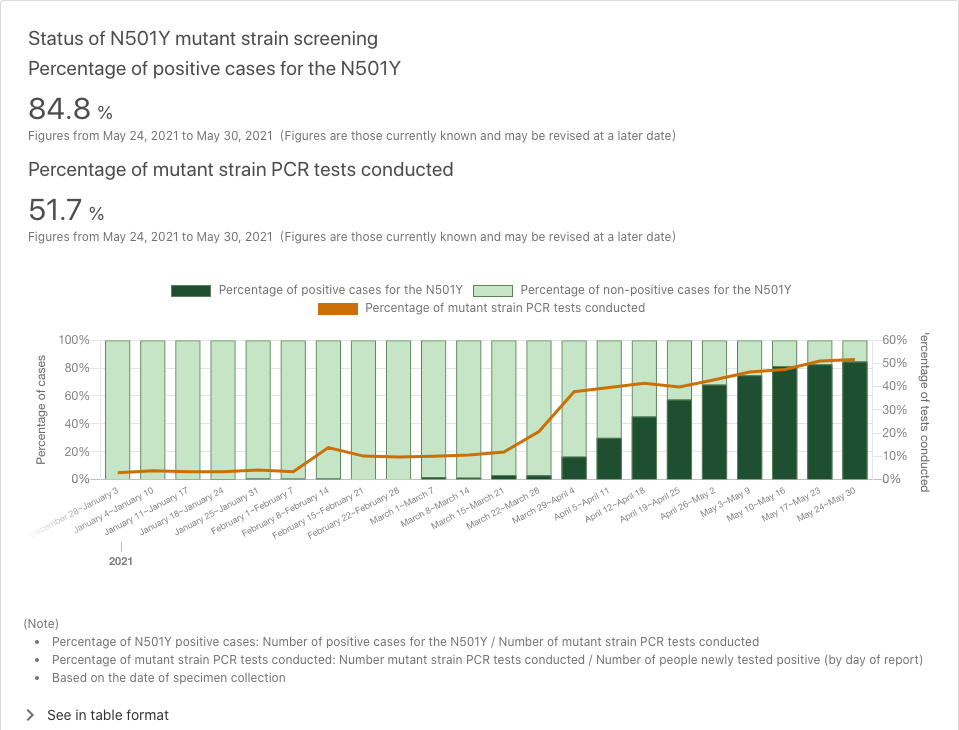 Status of N501Y mutant strain screening
Percentage of positive cases for the N501Y
84.8 %
Figures from May 24, 2021 to May 30, 2021 (Figures are those currently known and may be revised at a later date)
Percentage of mutant strain PCR tests conducted
51.7 %
Figures from May 24, 2021 to May 30, 2021 (Figures are those currently known and may be revised at a later date)
Percentage of positive cases for the N501Y
Percentage of non-positive cases for the N501Y
Percentage of mutant strain PCR tests conducted
Percentage of cases
100%
80%
60%
40%
20%
0%
60%
50%
40%
30%
20%
10%
0%
Percentage of tests conducted
December 28~January 3
January 4~January 10
January 11~January 17
January 18~January 24
January 25~January 31
February 1~February 7
February 8~February 14
February 15~February 21
February 22~February 28
March 1~March 7
March 8~March 14
March 15~March 21
March 22~March 28
March 29~April 4
April 5~April 11
April 12~April 18
April 19~April 25
April 26~May 2
May 3~May 9
May 10~May 16
May 17~May 23
May 24~May 30
2021
(Note)
• Percentage of N501Y positive cases: Number of positive cases for the N501Y / Number of mutant strain PCR tests conducted
• Percentage of mutant strain PCR tests conducted: Number mutant strain PCR tests conducted / Number of people newly tested positive (by day of report)
• Based on the date of specimen collection
See in table format